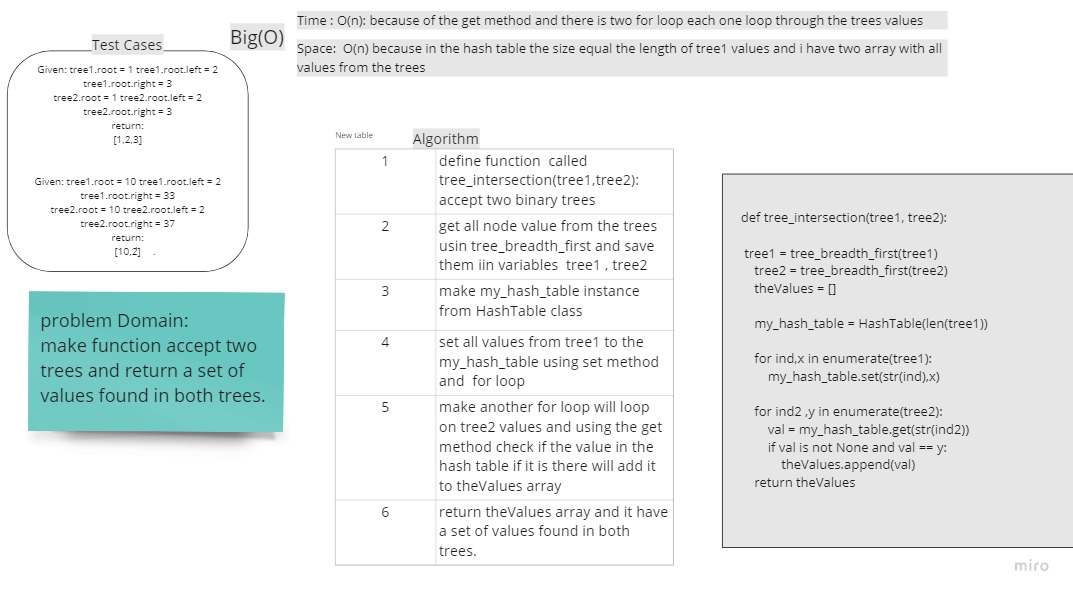 Test Cases
Given: tree1.root = 1 tree1.root.left = 2
tree1.root.right = 3
tree2.root = 1 tree2.root.left = 2
tree2.root.right = 3
return:
[1,2,3]
Given: tree1.root = 10 tree1.root.left = 2
tree1.root.right = 33
tree2.root = 10 tree2.root.left = 2
tree2.root.right = 37
return:
[10,2] .
problem Domain:
make function accept two
trees and return a set of
values found in both trees.
Big(O)
Time : O(n): because of the get method and there is two for loop each one loop through the trees values
Space: O(n) because in the hash table the size equal the length of tree1 values and i have two array with all
values from the trees
New table
Algorithm
1
define function called
tree_intersection(tree1,tree2):
accept two binary trees
2
get all node value from the trees
usin tree_breadth_first and save
them iin variables tree1 , tree2
3
make my_hash_table instance
from HashTable class
4
set all values from tree1 to the
my_hash_table using set method
and for loop
5
make another for loop will loop
on tree2 values and using the get
method check if the value in the
hash table if it is there will add it
to theValues array
6
return theValues array and it have
a set of values found in both
trees.
def tree_intersection(tree1, tree2):
tree1 = tree_breadth_first(tree1)
tree2 = tree_breadth_first(tree2)
theValues = []
my_hash_table = HashTable(len(tree1))
for ind,x in enumerate(tree1):
my_hash_table.set(str(ind),x)
for ind2 ,y in enumerate(tree2):
val = my_hash_table.get(str(ind2))
if val is not None and val == y:
theValues.append(val)
return theValues
miro